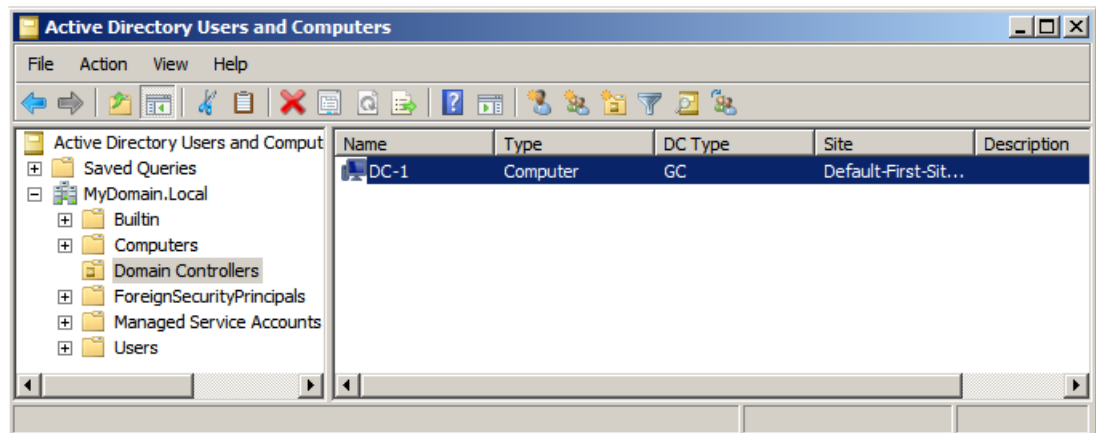 Active Directory Users and Computers
File Action View Help
Active Directory Users and Comput
Saved Queries
MyDomain.Local
Builtin
Computers
Domain Controllers
ForeignSecurityPrincipals
Managed Service Accounts
Users
Name Type DC Type Site Description
DC-1 Computer GC Default-First-Sit...